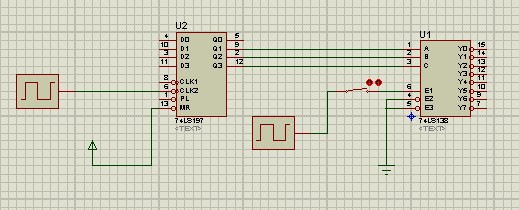 U2
4 D0 Q0 5
10 D1 Q1 9
3 D2 Q2 2
11 D3 Q3 12
8 CLK1
6 CLK2
1 PL
13 MR
74LS197
<TEXT>
U1
1 A Y0 15
2 B Y1 14
3 C Y2 13
Y3 12
Y4 11
6 E1 Y5 10
4 E2 Y6 9
5 E3 Y7 7
74LS138
<TEXT>